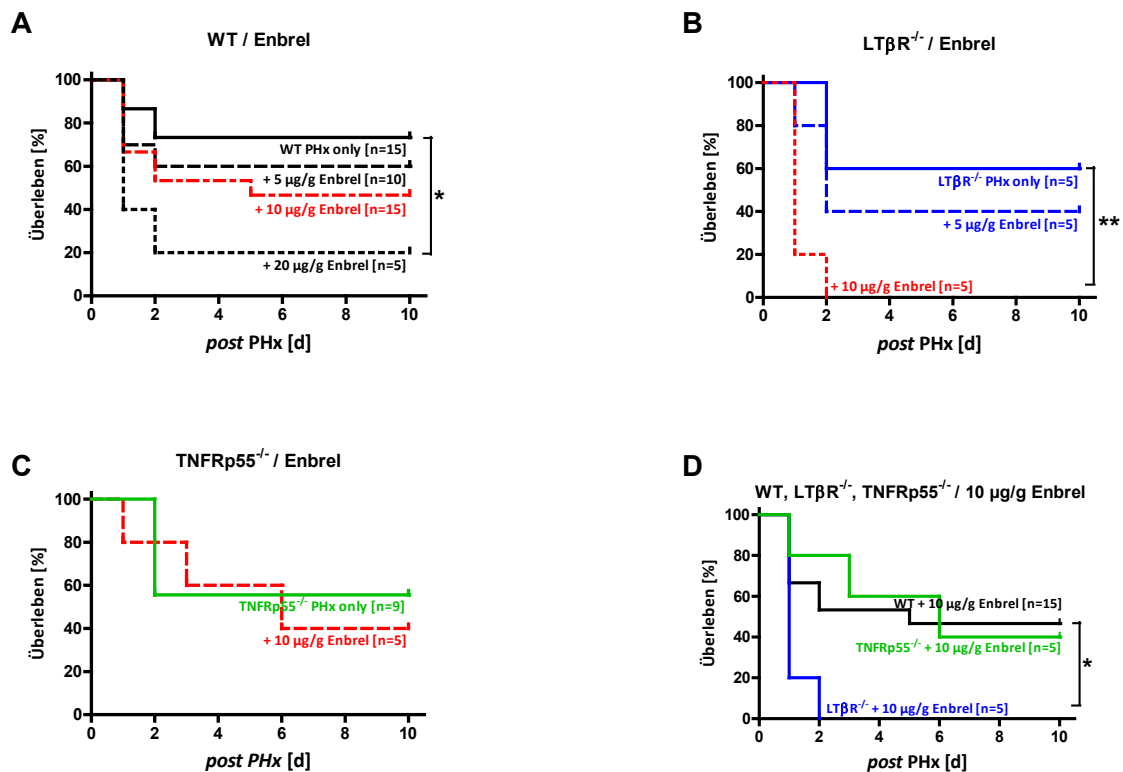 A
WT / Enbrel
Überleben [%]
100
80
60
40
20
0
WT PHx only [n=15]
+ 5 µg/g Enbrel [n=10]
+ 10 µg/g Enbrel [n=15]
+ 20 µg/g Enbrel [n=5]
*
0 2 4 6 8 10
post PHx [d]
B
LTβR-/- / Enbrel
Überleben [%]
100
80
60
40
20
0
LTβR-/- PHx only [n=5]
+ 5 µg/g Enbrel [n=5]
+ 10 µg/g Enbrel [n=5]
**
0 2 4 6 8 10
post PHx [d]
C
TNFRp55-/- / Enbrel
Überleben [%]
100
80
60
40
20
0
TNFRp55-/- PHx only [n=9]
+ 10 µg/g Enbrel [n=5]
0 2 4 6 8 10
post PHx [d]
D
WT, LTβR-/-, TNFRp55-/- / 10 µg/g Enbrel
Überleben [%]
100
80
60
40
20
0
WT + 10 µg/g Enbrel [n=15]
TNFRp55-/- + 10 µg/g Enbrel [n=5]
LTβR-/- + 10 µg/g Enbrel [n=5]
*
0 2 4 6 8 10
post PHx [d]